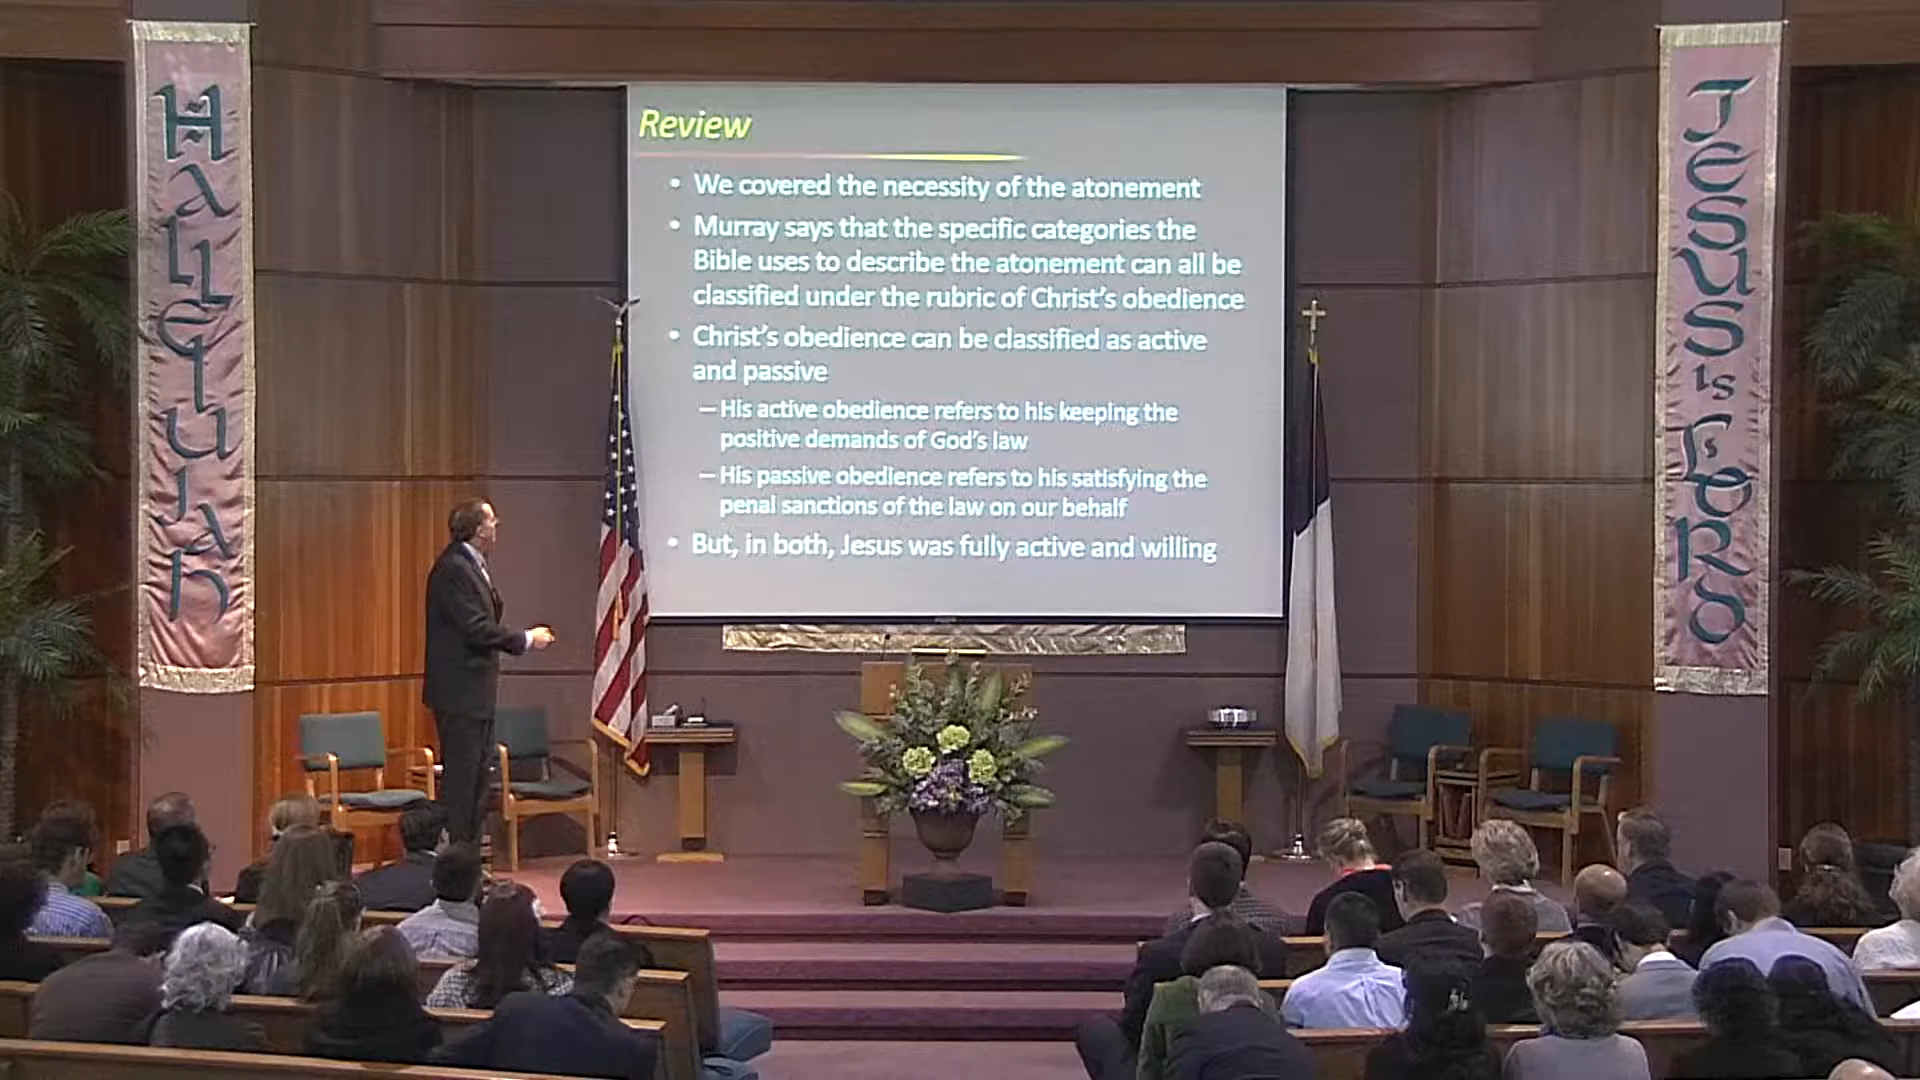 Hallelujah
Review
• We covered the necessity of the atonement
• Murray says that the specific categories the
Bible uses to describe the atonement can all be
classified under the rubric of Christ's obedience
• Christ's obedience can be classified as active
and passive
– His active obedience refers to his keeping the
positive demands of God's law
– His passive obedience refers to his satisfying the
penal sanctions of the law on our behalf
• But, in both, Jesus was fully active and willing
JESUS is LORD